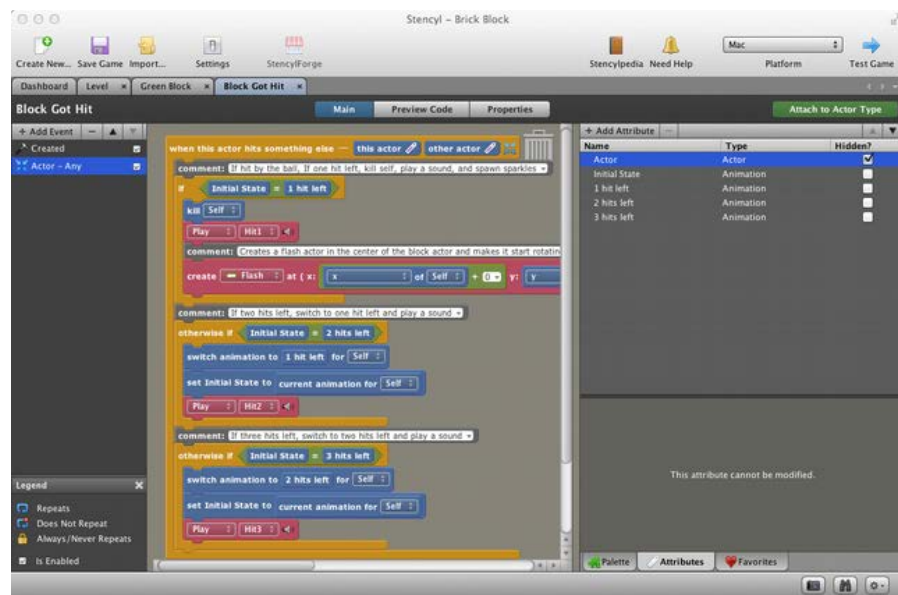 Stencyl – Brick Block
Create New... Save Game Import... Settings StencylForge Stencylpedia Need Help Mac Platform Test Game
Dashboard Level × Green Block × Block Got Hit ×
Block Got Hit Main Preview Code Properties Attach to Actor Type
+ Add Event + Add Attribute
Created
Actor – Any
when this actor hits something else — this actor other actor
comment: If hit by the ball, If one hit left, kill self, play a sound, and spawn sparkles
if Initial State = 1 hit left
kill Self
Play Hit1
comment: Creates a flash actor in the center of the block actor and makes it start rotatin
create Flash at ( x: x of Self + 0 y: y
comment: If two hits left, switch to one hit left and play a sound
otherwise if Initial State = 2 hits left
switch animation to 1 hit left for Self
set Initial State to current animation for Self
Play Hit2
comment: If three hits left, switch to two hits left and play a sound
otherwise if Initial State = 3 hits left
switch animation to 2 hits left for Self
set Initial State to current animation for Self
Play Hit3
Name Type Hidden?
Actor Actor
Initial State Animation
1 hit left Animation
2 hits left Animation
3 hits left Animation
This attribute cannot be modified.
Legend ×
Repeats
Does Not Repeat
Always/Never Repeats
Is Enabled
Palette Attributes Favorites